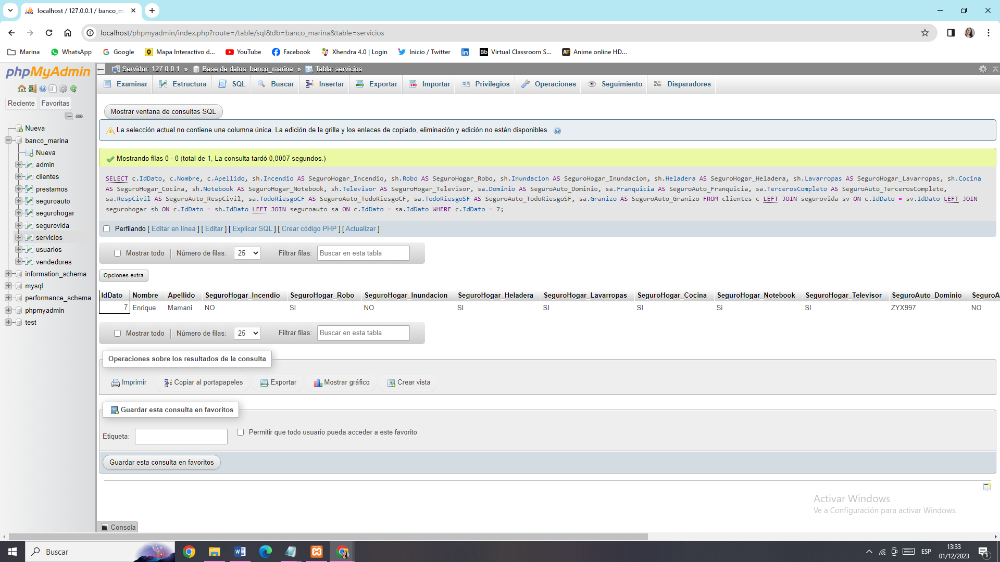 localhost / 127.0.0.1 / banco_m
localhost/phpmyadmin/index.php?route=/table/sql&db=banco_marina&table=servicios
Marina WhatsApp Google Mapa Interactivo d... YouTube Facebook Xhendra 4.0 | Login Inicio / Twitter Virtual Classroom S... Anime online HD...
phpMyAdmin
Reciente Favoritas
Nueva
banco_marina
Nueva
admin
clientes
prestamos
seguroauto
segurohogar
segurovida
servicios
usuarios
vendedores
information_schema
mysql
performance_schema
phpmyadmin
test
Servidor: 127.0.0.1 » Base de datos: banco_marina » Tabla: servicios
Examinar Estructura SQL Buscar Insertar Exportar Importar Privilegios Operaciones Seguimiento Disparadores
Mostrar ventana de consultas SQL
La selección actual no contiene una columna única. La edición de la grilla y los enlaces de copiado, eliminación y edición no están disponibles.
Mostrando filas 0 - 0 (total de 1, La consulta tardó 0,0007 segundos.)
SELECT c.IdDato, c.Nombre, c.Apellido, sh.Incendio AS SeguroHogar_Incendio, sh.Robo AS SeguroHogar_Robo, sh.Inundacion AS SeguroHogar_Inundacion, sh.Heladera AS SeguroHogar_Heladera, sh.Lavarropas AS SeguroHogar_Lavarropas, sh.Cocina
AS SeguroHogar_Cocina, sh.Notebook AS SeguroHogar_Notebook, sh.Televisor AS SeguroHogar_Televisor, sa.Dominio AS SeguroAuto_Dominio, sa.Franquicia AS SeguroAuto_Franquicia, sa.TercerosCompleto AS SeguroAuto_TercerosCompleto,
sa.RespCivil AS SeguroAuto_RespCivil, sa.TodoRiesgoCF AS SeguroAuto_TodoRiesgoCF, sa.TodoRiesgoSF AS SeguroAuto_TodoRiesgoSF, sa.Granizo AS SeguroAuto_Granizo FROM clientes c LEFT JOIN segurovida sv ON c.IdDato = sv.IdDato LEFT JOIN
segurohogar sh ON c.IdDato = sh.IdDato LEFT JOIN seguroauto sa ON c.IdDato = sa.IdDato WHERE c.IdDato = 7;
Perfilando [ Editar en línea ] [ Editar ] [ Explicar SQL ] [ Crear código PHP ] [ Actualizar ]
Mostrar todo | Número de filas: 25 Filtrar filas: Buscar en esta tabla
Opciones extra
IdDato Nombre Apellido SeguroHogar_Incendio SeguroHogar_Robo SeguroHogar_Inundacion SeguroHogar_Heladera SeguroHogar_Lavarropas SeguroHogar_Cocina SeguroHogar_Notebook SeguroHogar_Televisor SeguroAuto_Dominio SeguroA
7 Enrique Mamani NO SI NO SI SI SI Si SI ZYX997 NO
Mostrar todo | Número de filas: 25 Filtrar filas: Buscar en esta tabla
Operaciones sobre los resultados de la consulta
Imprimir Copiar al portapapeles Exportar Mostrar gráfico Crear vista
Guardar esta consulta en favoritos
Etiqueta: Permitir que todo usuario pueda acceder a este favorito
Guardar esta consulta en favoritos
Activar Windows
Ve a Configuración para activar Windows.
Consola
Buscar
ESP
13:33
01/12/2023
1